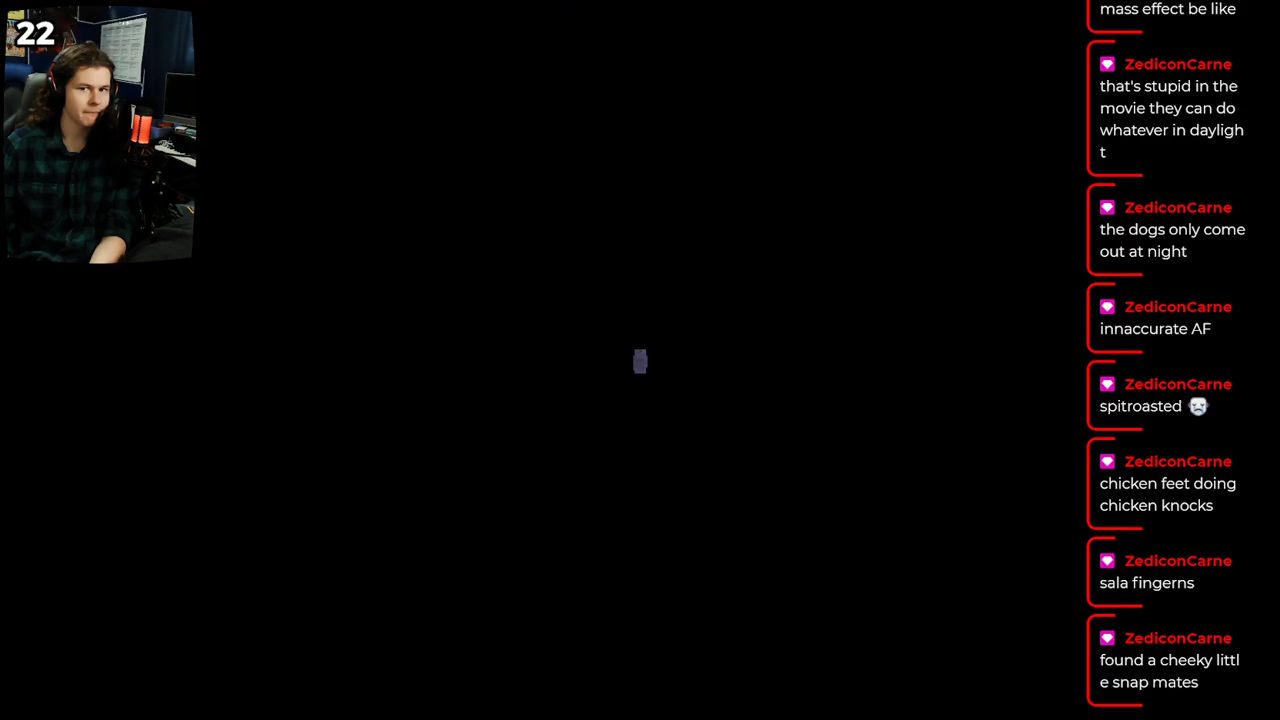 22
mass effect be like
ZediconCarne
that's stupid in the
movie they can do
whatever in dayligh
t
ZediconCarne
the dogs only come
out at night
ZediconCarne
innaccurate AF
ZediconCarne
spitroasted
ZediconCarne
chicken feet doing
chicken knocks
ZediconCarne
sala fingerns
ZediconCarne
found a cheeky littl
e snap mates